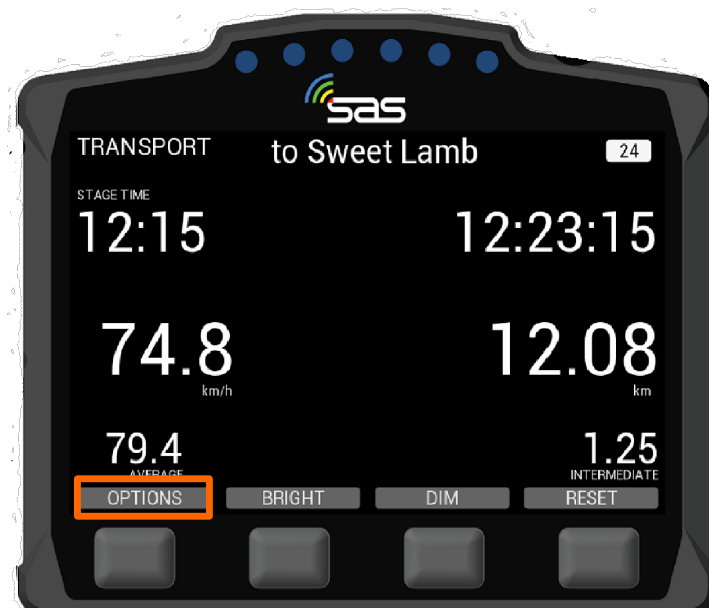 sas
TRANSPORT to Sweet Lamb 24
STAGE TIME
12:15 12:23:15
74.8 12.08
km/h km
79.4 1.25
AVERAGE INTERMEDIATE
OPTIONS BRIGHT DIM RESET